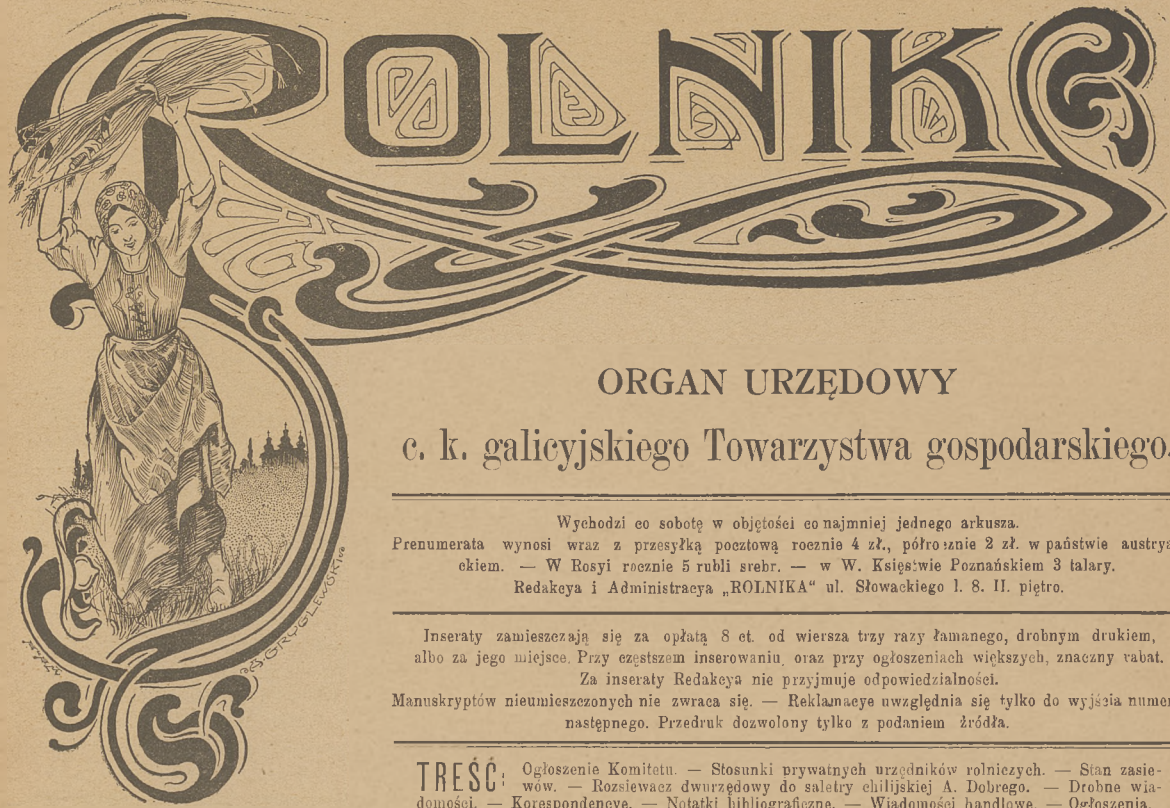 ROLNIK
ORGAN URZĘDOWY
c. k. galicyjskiego Towarzystwa gospodarskiego.
Wychodzi co sobotę w objętości co najmniej jednego arkusza.
Prenumerata wynosi wraz z przesyłką pocztową rocznie 4 zł., półrocznie 2 zł. w państwie austrya
ckiem. — W Rosyi rocznie 5 rubli srebr. — w W. Księstwie Poznańskiem 3 talary.
Redakcya i Administracya „ROLNIKA“ ul. Słowackiego l. 8. II. piętro.
Inseraty zamieszczają się za opłatą 8 ct. od wiersza trzy razy łamanego, drobnym drukiem,
albo za jego miejsce. Przy częstszem inserowaniu oraz przy ogłoszeniach większych, znaczny rabat.
Za inseraty Redakcya nie przyjmuje odpowiedzialności.
Manuskryptów nieumieszczonych nie zwraca się. — Reklamacye uwzględnia się tylko do wyjścia numer
następnego. Przedruk dozwolony tylko z podaniem źródła.
TREŚĆ: Ogłoszenie Komitetu. — Stosunki prywatnych urzędników rolniczych. — Stan zasie-
wów. — Rozsiewacz dwurzędowy do saletry chilijskiej A. Dobrego. — Drobne wia-
domości. — Korespondencye. — Notatki bibliograficzne. — Wiadomości handlowe. — Ogłoszenia.
S. GRYGLEWSKI